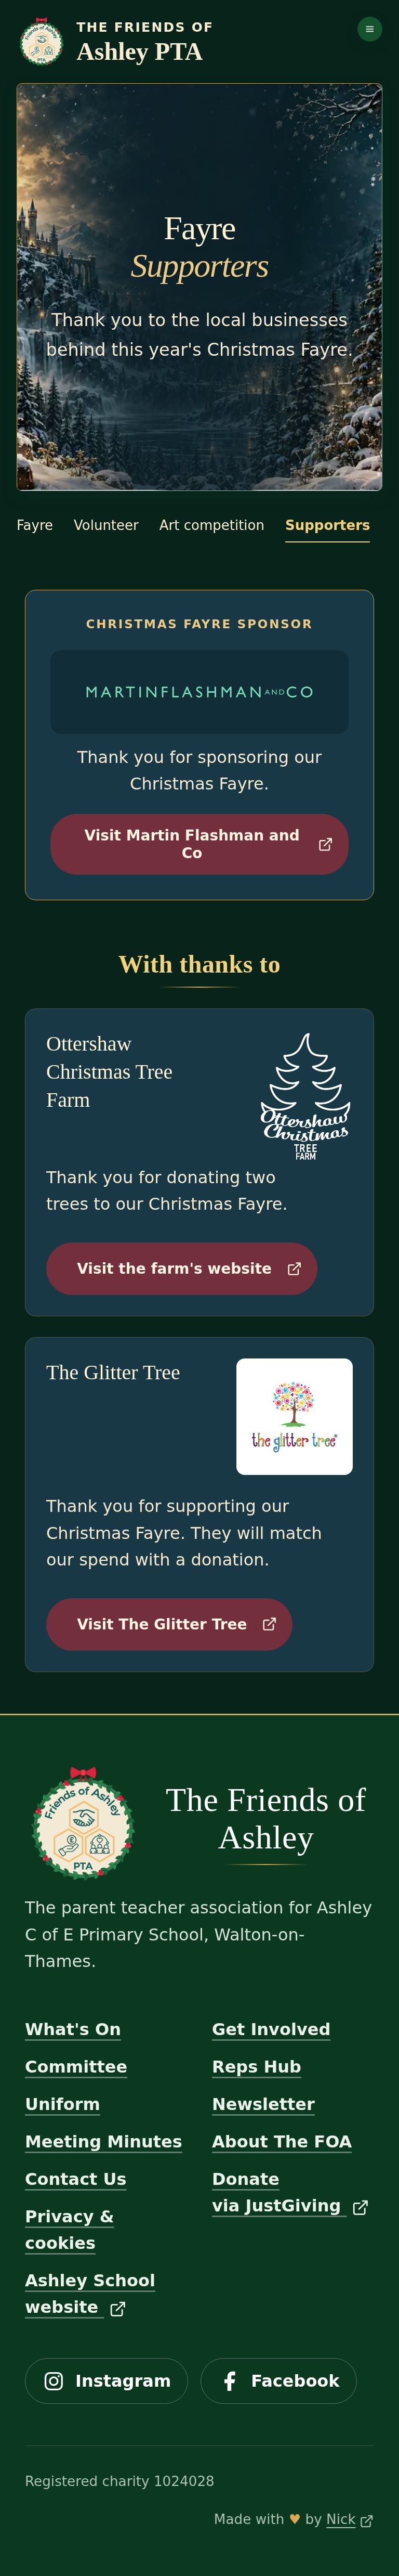 THE FRIENDS OF
Ashley PTA
Fayre
Supporters
Thank you to the local businesses
behind this year's Christmas Fayre.
Fayre Volunteer Art competition Supporters
CHRISTMAS FAYRE SPONSOR
MARTINFLASHMANANDCO
Thank you for sponsoring our
Christmas Fayre.
Visit Martin Flashman and
Co
With thanks to
Ottershaw
Christmas Tree
Farm
Ottershaw
Christmas
TREE
FARM
Thank you for donating two
trees to our Christmas Fayre.
Visit the farm's website
The Glitter Tree
the glitter tree
Thank you for supporting our
Christmas Fayre. They will match
our spend with a donation.
Visit The Glitter Tree
Friends of Ashley
PTA
The Friends of
Ashley
The parent teacher association for Ashley
C of E Primary School, Walton-on-
Thames.
What's On
Get Involved
Committee
Reps Hub
Uniform
Newsletter
Meeting Minutes
About The FOA
Contact Us
Donate
via JustGiving
Privacy &
cookies
Ashley School
website
Instagram
Facebook
Registered charity 1024028
Made with ♥ by Nick